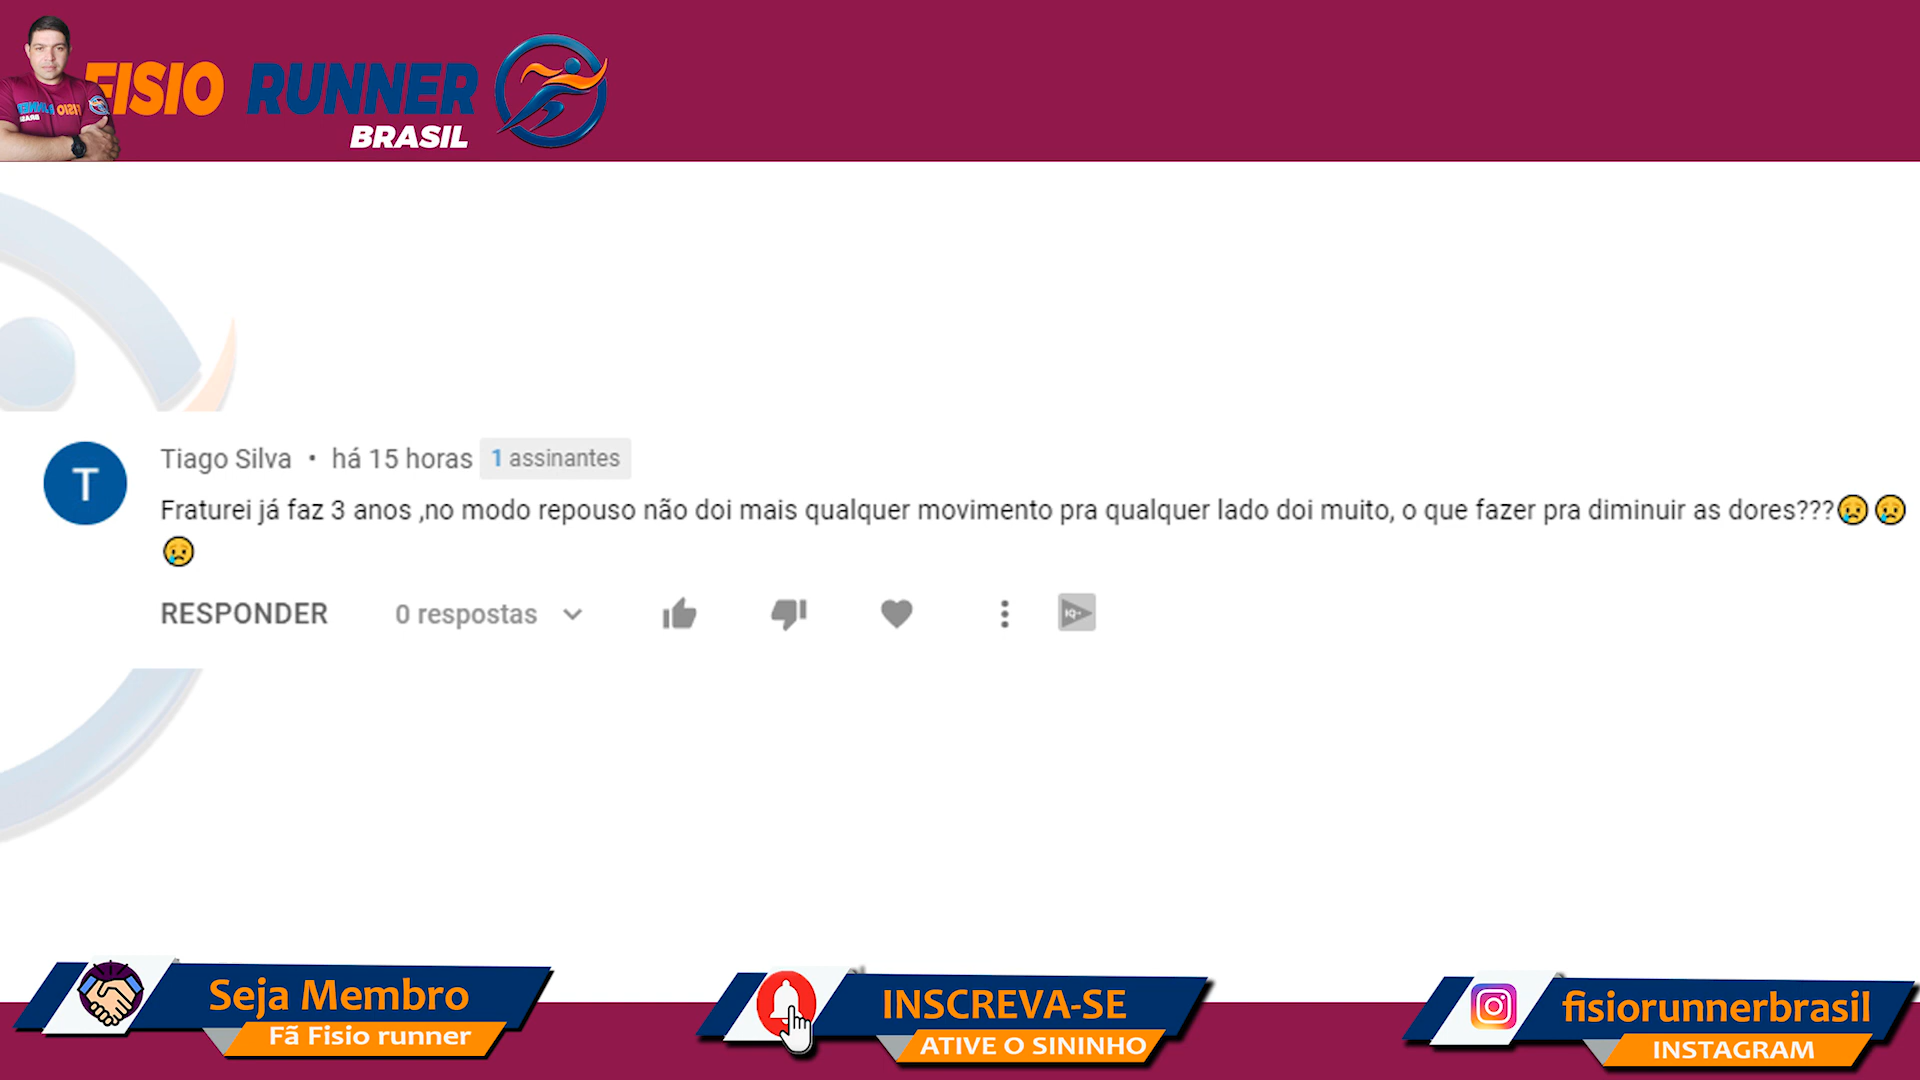 FISIO RUNNER
BRASIL
Tiago Silva • há 15 horas 1 assinantes
Fraturei já faz 3 anos ,no modo repouso não doi mais qualquer movimento pra qualquer lado doi muito, o que fazer pra diminuir as dores???😢😢
😢
RESPONDER 0 respostas
Seja Membro
Fã Fisio runner
INSCREVA-SE
ATIVE O SININHO
fisiorunnerbrasil
INSTAGRAM